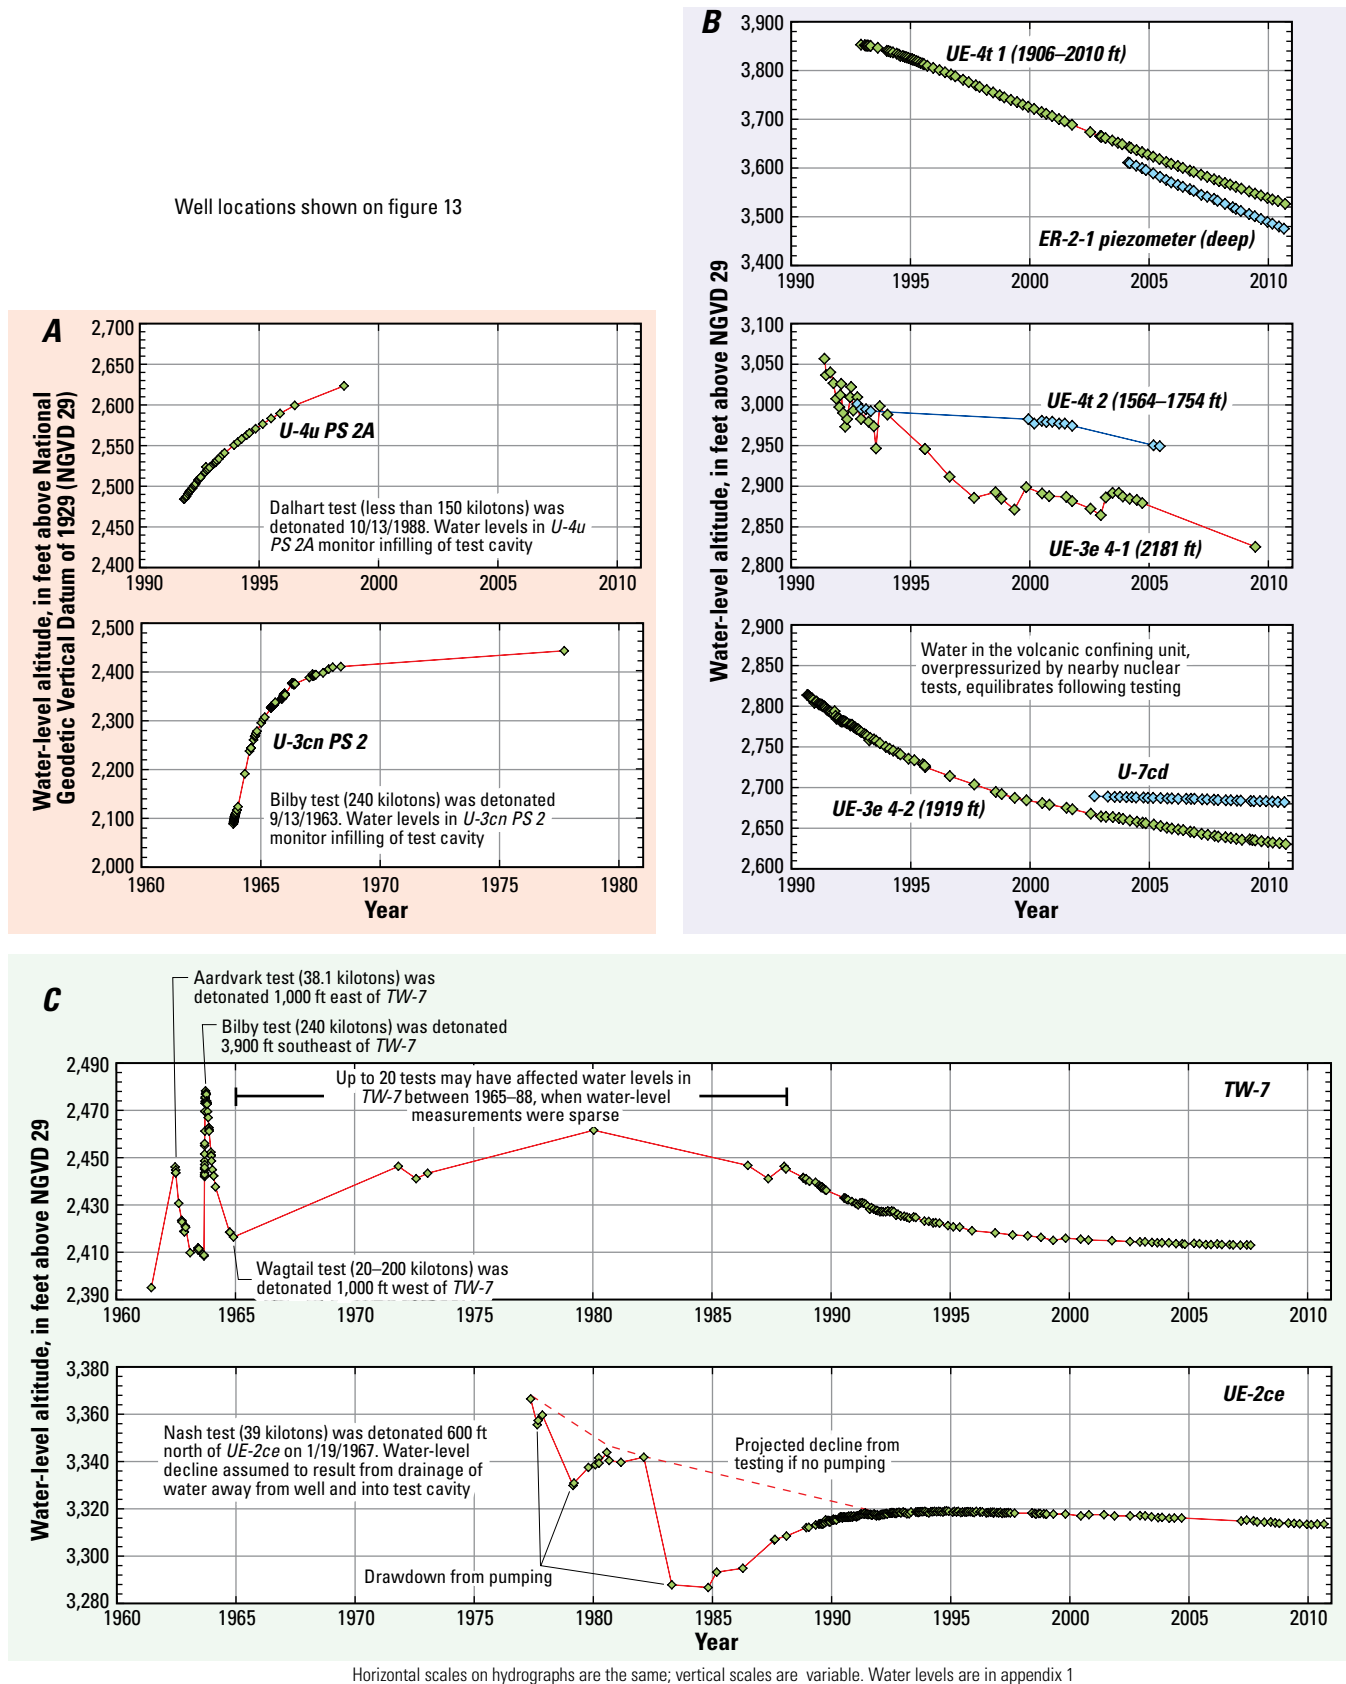 Well locations shown on figure 13
A
Water-level altitude, in feet above National
Geodetic Vertical Datum of 1929 (NGVD 29)
2,700
2,650
2,600
2,550
2,500
2,450
2,400
U-4u PS 2A
Dalhart test (less than 150 kilotons) was
detonated 10/13/1988. Water levels in U-4u
PS 2A monitor infilling of test cavity
1990 1995 2000 2005 2010
2,500
2,400
2,300
2,200
2,100
2,000
U-3cn PS 2
Bilby test (240 kilotons) was detonated
9/13/1963. Water levels in U-3cn PS 2
monitor infilling of test cavity
1960 1965 1970 1975 1980
Year
B
Water-level altitude, in feet above NGVD 29
3,900
3,800
3,700
3,600
3,500
3,400
UE-4t 1 (1906–2010 ft)
ER-2-1 piezometer (deep)
1990 1995 2000 2005 2010
3,100
3,050
3,000
2,950
2,900
2,850
2,800
UE-4t 2 (1564–1754 ft)
UE-3e 4-1 (2181 ft)
1990 1995 2000 2005 2010
2,900
2,850
2,800
2,750
2,700
2,650
2,600
Water in the volcanic confining unit,
overpressurized by nearby nuclear
tests, equilibrates following testing
U-7cd
UE-3e 4-2 (1919 ft)
1990 1995 2000 2005 2010
Year
C
Aardvark test (38.1 kilotons) was
detonated 1,000 ft east of TW-7
Bilby test (240 kilotons) was detonated
3,900 ft southeast of TW-7
Water-level altitude, in feet above NGVD 29
2,490
2,470
2,450
2,430
2,410
2,390
Up to 20 tests may have affected water levels in
TW-7 between 1965–88, when water-level
measurements were sparse
TW-7
Wagtail test (20–200 kilotons) was
detonated 1,000 ft west of TW-7
1960 1965 1970 1975 1980 1985 1990 1995 2000 2005 2010
3,380
3,360
3,340
3,320
3,300
3,280
UE-2ce
Nash test (39 kilotons) was detonated 600 ft
north of UE-2ce on 1/19/1967. Water-level
decline assumed to result from drainage of
water away from well and into test cavity
Projected decline from
testing if no pumping
Drawdown from pumping
1960 1965 1970 1975 1980 1985 1990 1995 2000 2005 2010
Year
Horizontal scales on hydrographs are the same; vertical scales are variable. Water levels are in appendix 1